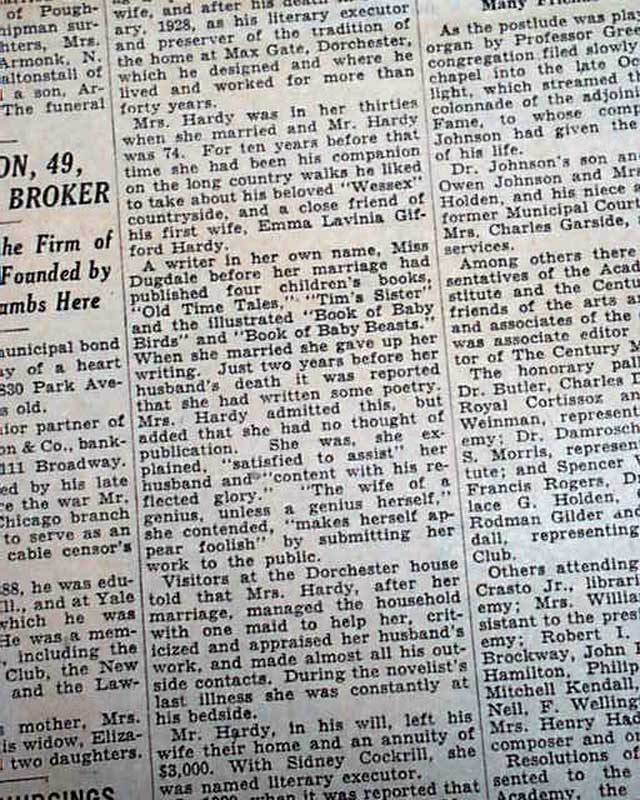 of Pough-
nipman sur-
hters, Mrs.
Armonk, N.
altonstall of
a son, Ar-
The funeral
ON, 49,
BROKER
he Firm of
Founded by
ambs Here
unicipal bond
ay of a heart
830 Park Ave-
s old.
ior partner of
on & Co., bank-
111 Broadway.
ed by his late
re the war Mr.
Chicago branch
to serve as an
cable censor's
88, he was edu-
Ill., and at Yale
which he was
He was a mem-
, including the
Club, the New
and the Law-
mother, Mrs.
is widow, Eliza-
two daughters.
wife, and after his death in
ary, 1928, as his literary executor
and preserver of the tradition of
the home at Max Gate, Dorchester,
which he designed and where he
lived and worked for more than
forty years.
Mrs. Hardy was in her thirties
when she married and Mr. Hardy
was 74. For ten years before that
time she had been his companion
on the long country walks he liked
to take about his beloved "Wessex"
countryside, and a close friend of
his first wife, Emma Lavinia Gif-
ford Hardy.
A writer in her own name, Miss
Dugdale before her marriage had
published four children's books,
"Old Time Tales," "Tim's Sister"
and the illustrated "Book of Baby
Birds" and "Book of Baby Beasts."
When she married she gave up her
writing. Just two years before her
husband's death it was reported
that she had written some poetry.
Mrs. Hardy admitted this, but
added that she had no thought of
publication. She was, she ex-
plained, "satisfied to assist" her
husband and "content with his re-
flected glory." "The wife of a
genius, unless a genius herself,"
she contended, "makes herself ap-
pear foolish" by submitting her
work to the public.
Visitors at the Dorchester house
told that Mrs. Hardy, after her
marriage, managed the household
with one maid to help her, crit-
icized and appraised her husband's
work, and made almost all his out-
side contacts. During the novelist's
last illness she was constantly at
his bedside.
Mr. Hardy, in his will, left his
wife their home and an annuity of
$3,000. With Sidney Cockrill, she
was named literary executor.
when it was reported that
Many
As the postlude was pla
organ by Professor Gree
congregation filed slowly
chapel into the late Oc
light, which streamed th
colonnade of the adjoini
Fame, to whose comp
Johnson had given the
of his life.
Dr. Johnson's son an
Owen Johnson and Mrs
Holden, and his niece
former Municipal Court
Mrs. Charles Garside,
services.
Among others there
sentatives of the Acad
stitute and the Centu
friends of the arts a
and associates of the
was associate editor
tor of The Century M
The honorary pall
Dr. Butler, Charles D
Royal Cortissoz an
Weinman, represent
emy; Dr. Damrosch
S. Morris, represen
tute; and Spencer
Francis Rogers, Dr
lace G. Holden,
Rodman Gilder and
dall, representing
Club.
Others attending
Crasto Jr., librari
emy; Mrs. Willia
sistant to the pres
emy; Robert I.
Brockway, John
Hamilton, Philip
Mitchell Kendall,
Neil, F. Welling
Mrs. Henry Had
composer and or
Resolutions of
sented to the
Academy, the